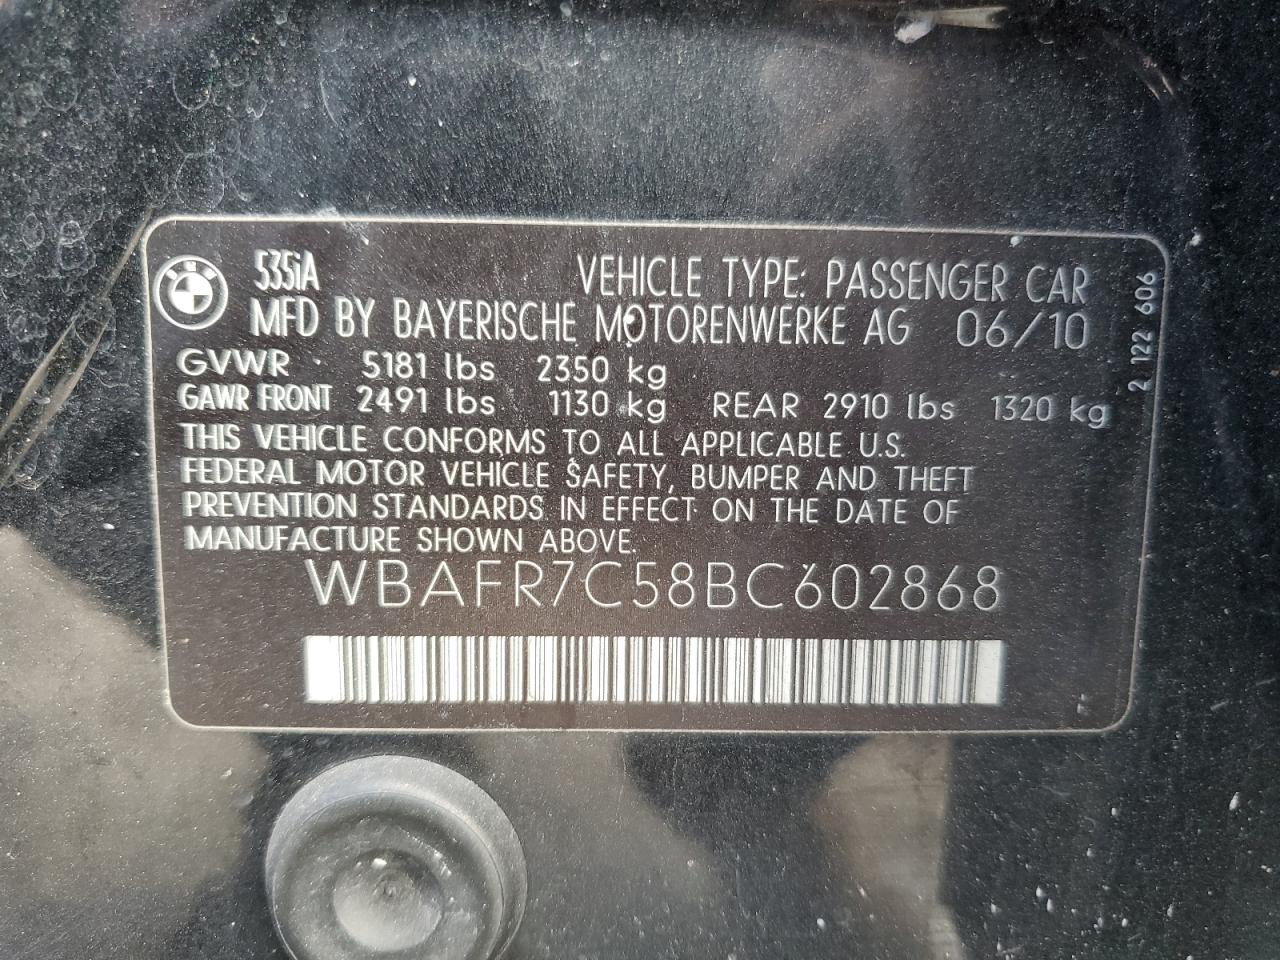 535iA VEHICLE TYPE: PASSENGER CAR
MFD BY BAYERISCHE MOTORENWERKE AG 06/10
GVWR 5181 lbs 2350 kg
GAWR FRONT 2491 lbs 1130 kg REAR 2910 lbs 1320 kg
THIS VEHICLE CONFORMS TO ALL APPLICABLE U.S.
FEDERAL MOTOR VEHICLE SAFETY, BUMPER AND THEFT
PREVENTION STANDARDS IN EFFECT ON THE DATE OF
MANUFACTURE SHOWN ABOVE.
WBAFR7C58BC602868
2 122 606